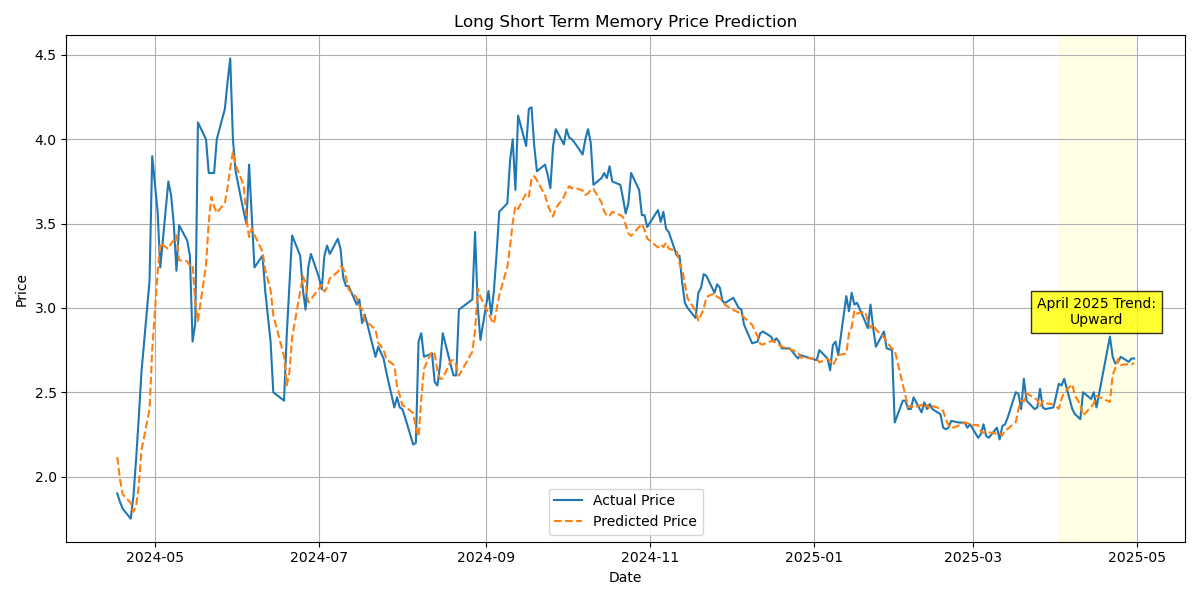 Long Short Term Memory Price Prediction
Price
4.5
4.0
3.5
3.0
2.5
2.0
April 2025 Trend:
Upward
Actual Price
Predicted Price
2024-05
2024-07
2024-09
2024-11
2025-01
2025-03
2025-05
Date